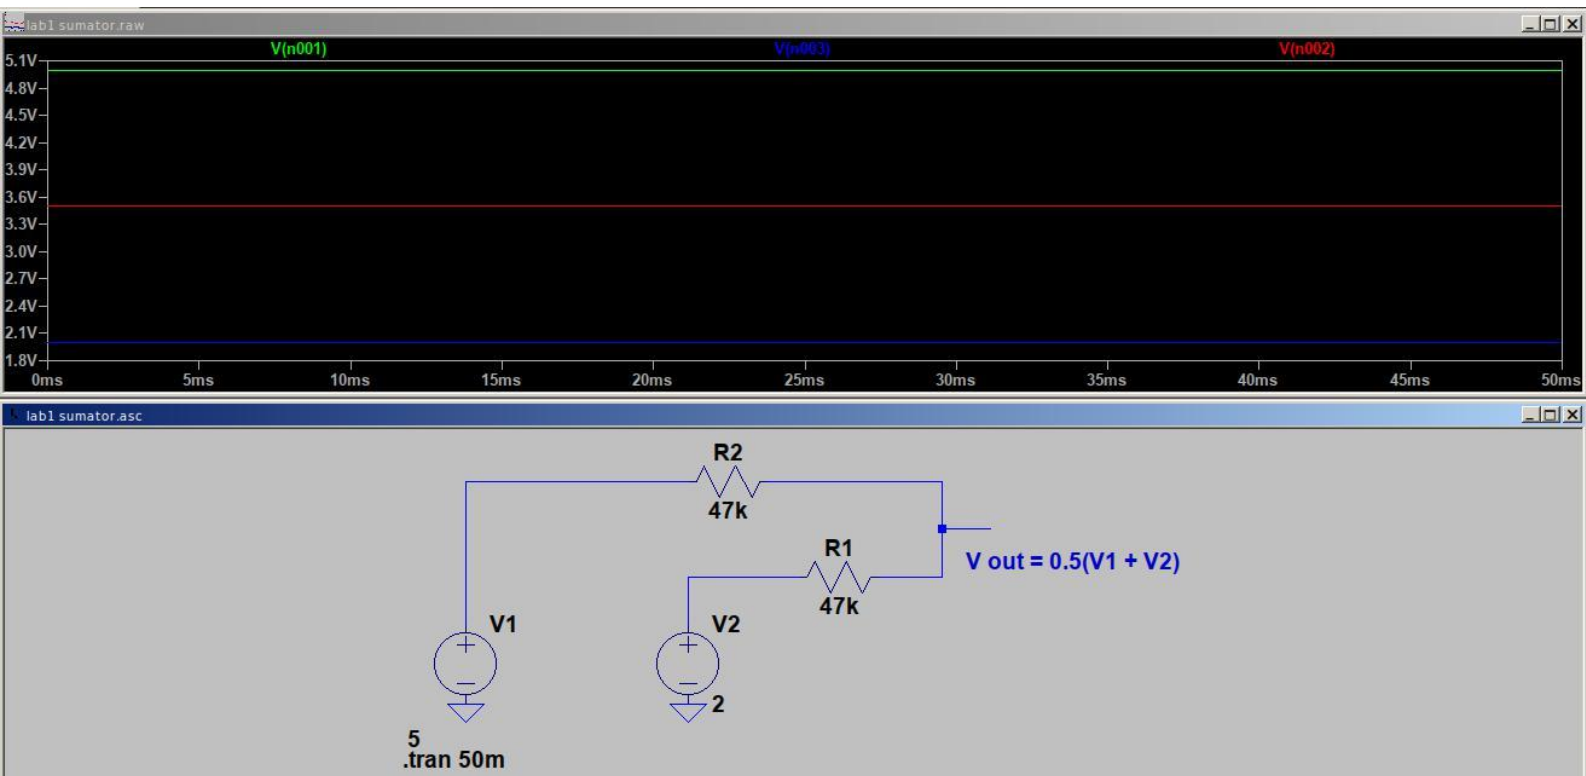 lab1 sumator.raw
V(n001) V(n003) V(n002)
5.1V
4.8V
4.5V
4.2V
3.9V
3.6V
3.3V
3.0V
2.7V
2.4V
2.1V
1.8V
0ms 5ms 10ms 15ms 20ms 25ms 30ms 35ms 40ms 45ms 50ms
lab1 sumator.asc
R2
47k
R1
47k
V out = 0.5(V1 + V2)
V1
V2
2
5
.tran 50m